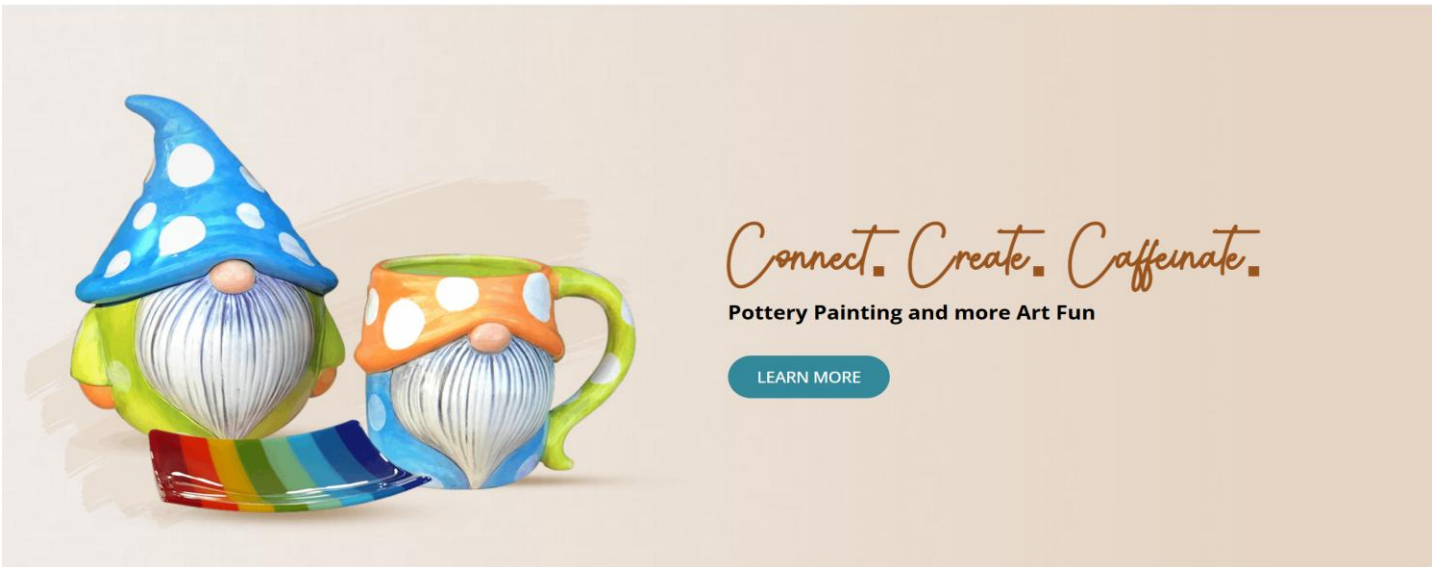 Connect. Create. Caffeinate.
Pottery Painting and more Art Fun
LEARN MORE